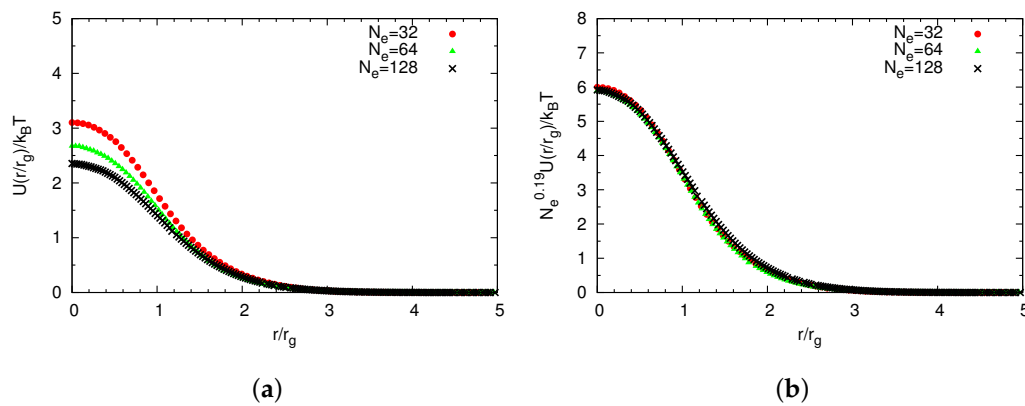 5
4
3
2
1
0
U(r/r_g)/k_BT
N_e=32
N_e=64
N_e=128
0 1 2 3 4 5
r/r_g
(a)
8
7
6
5
4
3
2
1
0
N_e^0.19U(r/r_g)/k_BT
N_e=32
N_e=64
N_e=128
0 1 2 3 4 5
r/r_g
(b)